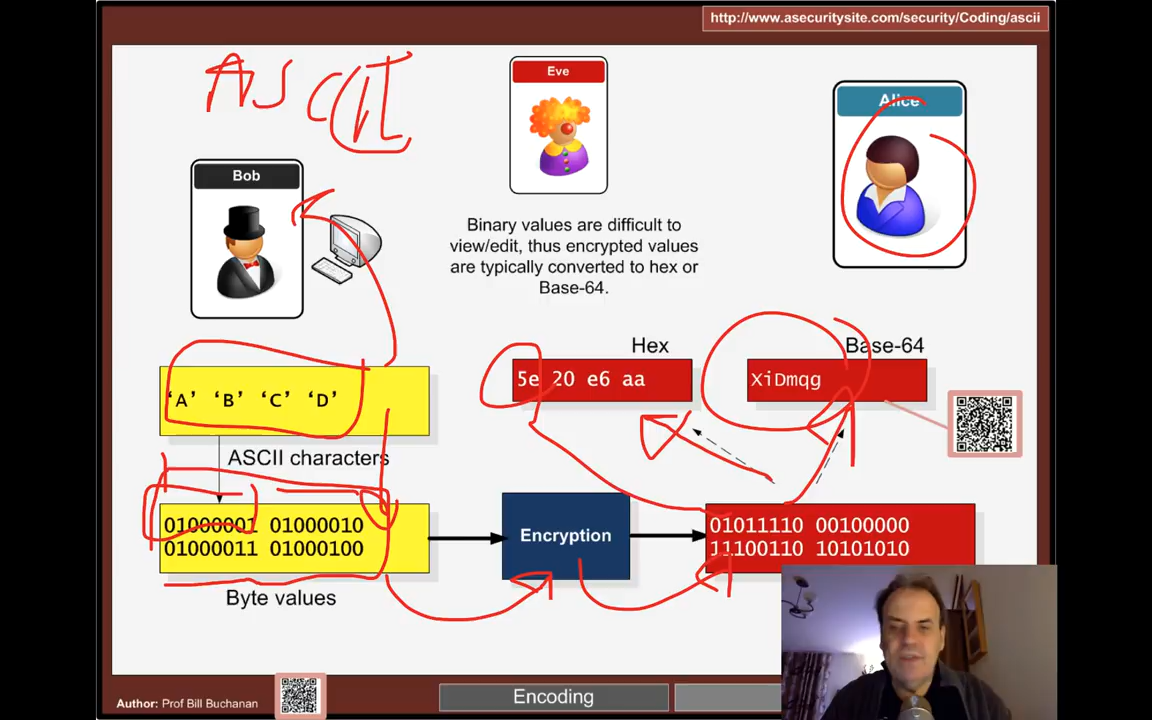 http://www.asecuritysite.com/security/Coding/ascii
ASCII
Eve
Alice
Bob
Binary values are difficult to
view/edit, thus encrypted values
are typically converted to hex or
Base-64.
Hex
Base-64
5e 20 e6 aa
XiDmqg
‘A’ ‘B’ ‘C’ ‘D’
ASCII characters
01000001 01000010
01000011 01000100
Encryption
01011110 00100000
11100110 10101010
Byte values
Author: Prof Bill Buchanan
Encoding